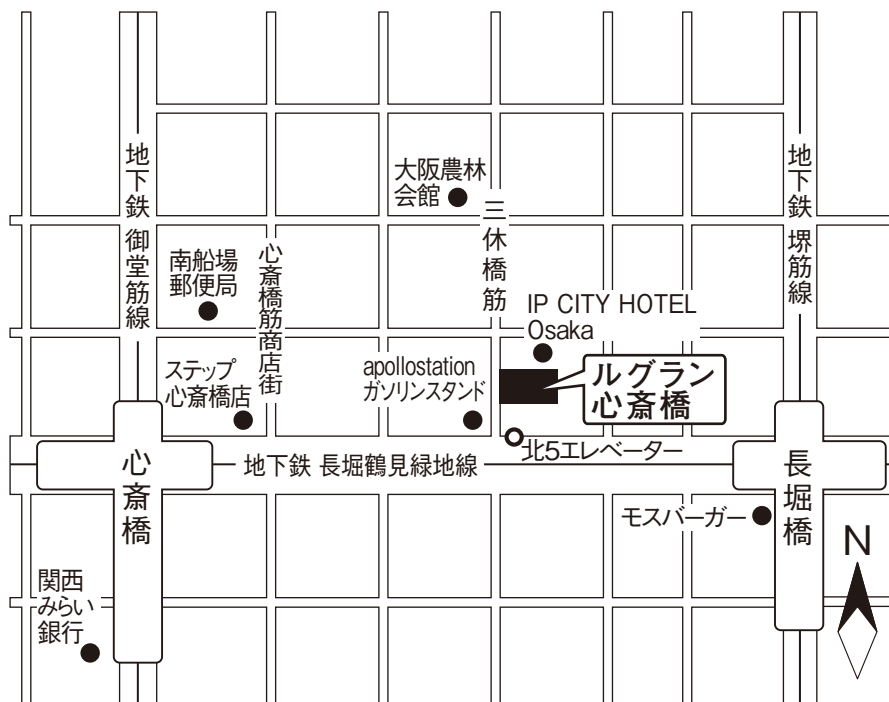 地下鉄 御堂筋線
地下鉄 堺筋線
大阪農林
会館
三休橋筋
南船場
郵便局
心斎橋筋商店街
IP CITY HOTEL
Osaka
ステップ
心斎橋店
apollostation
ガソリンスタンド
ルグラン
心斎橋
北5エレベーター
心斎橋
地下鉄 長堀鶴見緑地線
長堀橋
モスバーガー
N
関西
みらい
銀行